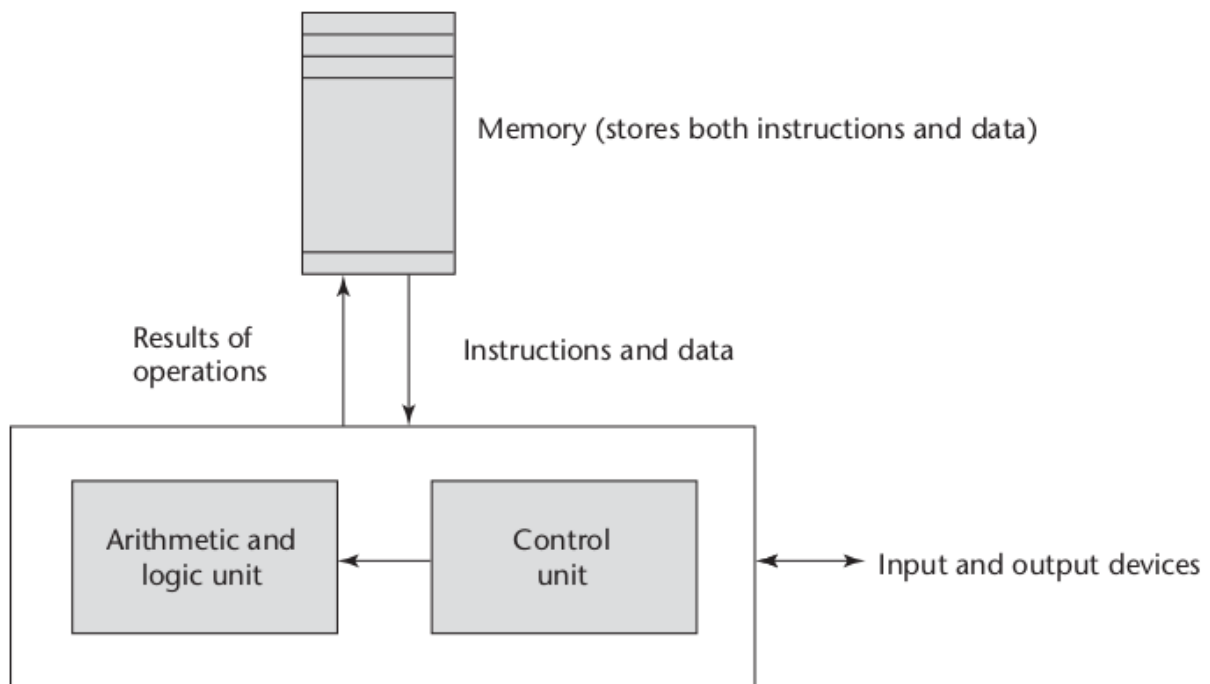 Memory (stores both instructions and data)
Results of
operations
Instructions and data
Arithmetic and
logic unit
Control
unit
Input and output devices